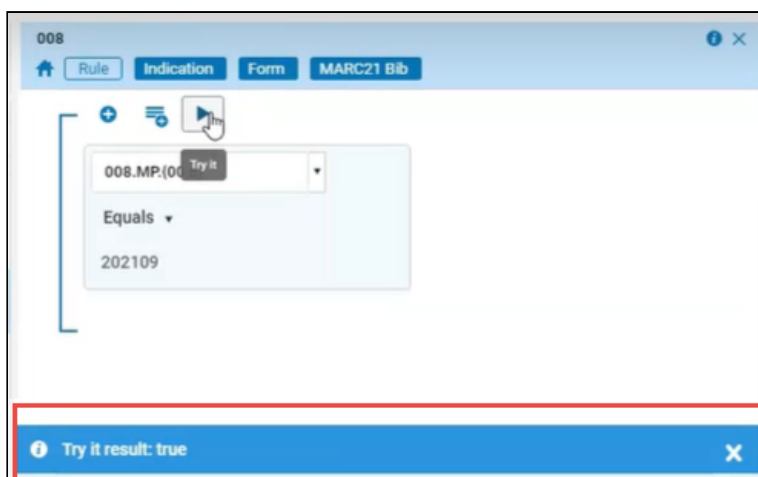 008
Rule Indication Form MARC21 Bib
Try it
008.MP.(00
Equals
202109
Try it result: true